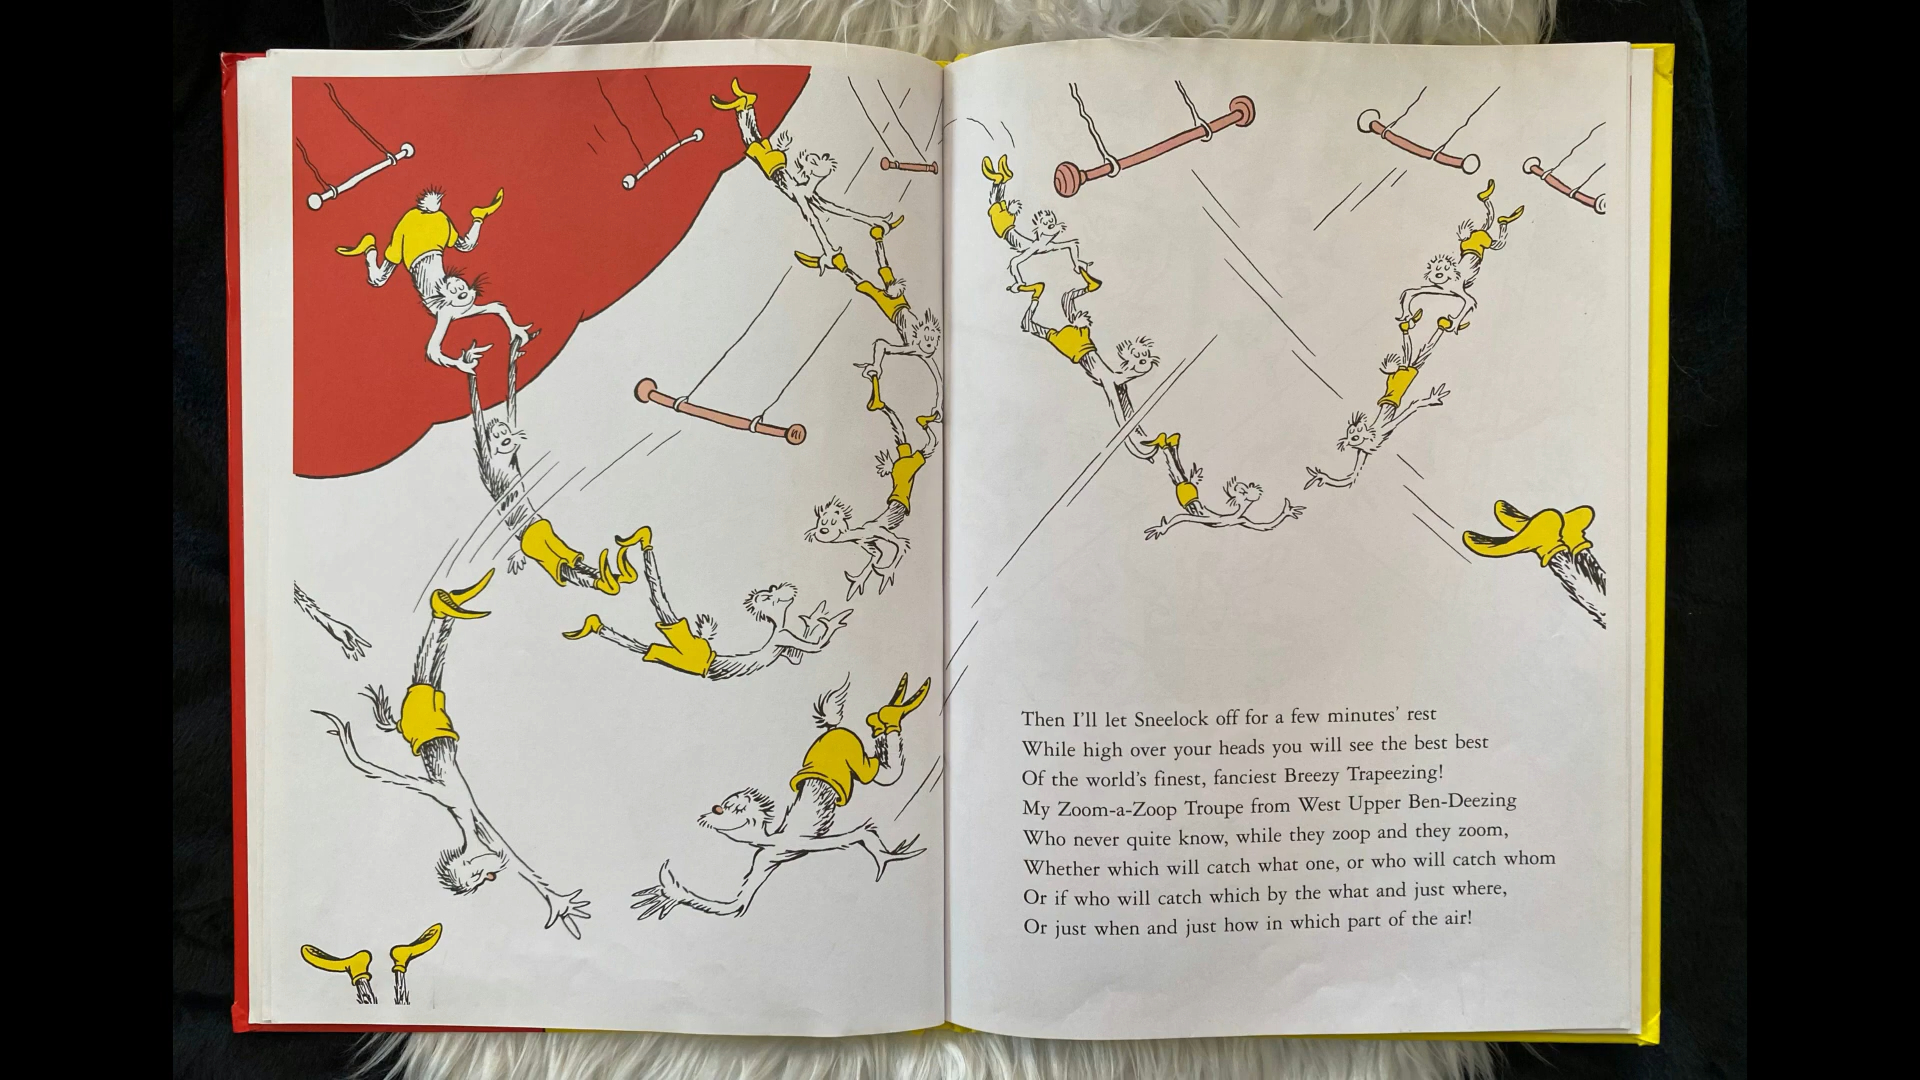 Then I'll let Sneelock off for a few minutes' rest
While high over your heads you will see the best best
Of the world's finest, fanciest Breezy Trapeezing!
My Zoom-a-Zoop Troupe from West Upper Ben-Deezing
Who never quite know, while they zoop and they zoom,
Whether which will catch what one, or who will catch whom
Or if who will catch which by the what and just where,
Or just when and just how in which part of the air!